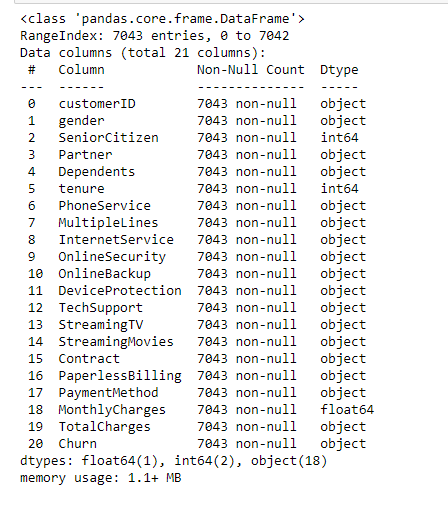 <class 'pandas.core.frame.DataFrame'>
RangeIndex: 7043 entries, 0 to 7042
Data columns (total 21 columns):
 #   Column            Non-Null Count  Dtype
---  ------            --------------  -----
 0   customerID        7043 non-null   object
 1   gender            7043 non-null   object
 2   SeniorCitizen     7043 non-null   int64
 3   Partner           7043 non-null   object
 4   Dependents        7043 non-null   object
 5   tenure            7043 non-null   int64
 6   PhoneService      7043 non-null   object
 7   MultipleLines     7043 non-null   object
 8   InternetService   7043 non-null   object
 9   OnlineSecurity    7043 non-null   object
 10  OnlineBackup      7043 non-null   object
 11  DeviceProtection  7043 non-null   object
 12  TechSupport       7043 non-null   object
 13  StreamingTV       7043 non-null   object
 14  StreamingMovies   7043 non-null   object
 15  Contract          7043 non-null   object
 16  PaperlessBilling  7043 non-null   object
 17  PaymentMethod     7043 non-null   object
 18  MonthlyCharges    7043 non-null   float64
 19  TotalCharges      7043 non-null   object
 20  Churn             7043 non-null   object
dtypes: float64(1), int64(2), object(18)
memory usage: 1.1+ MB